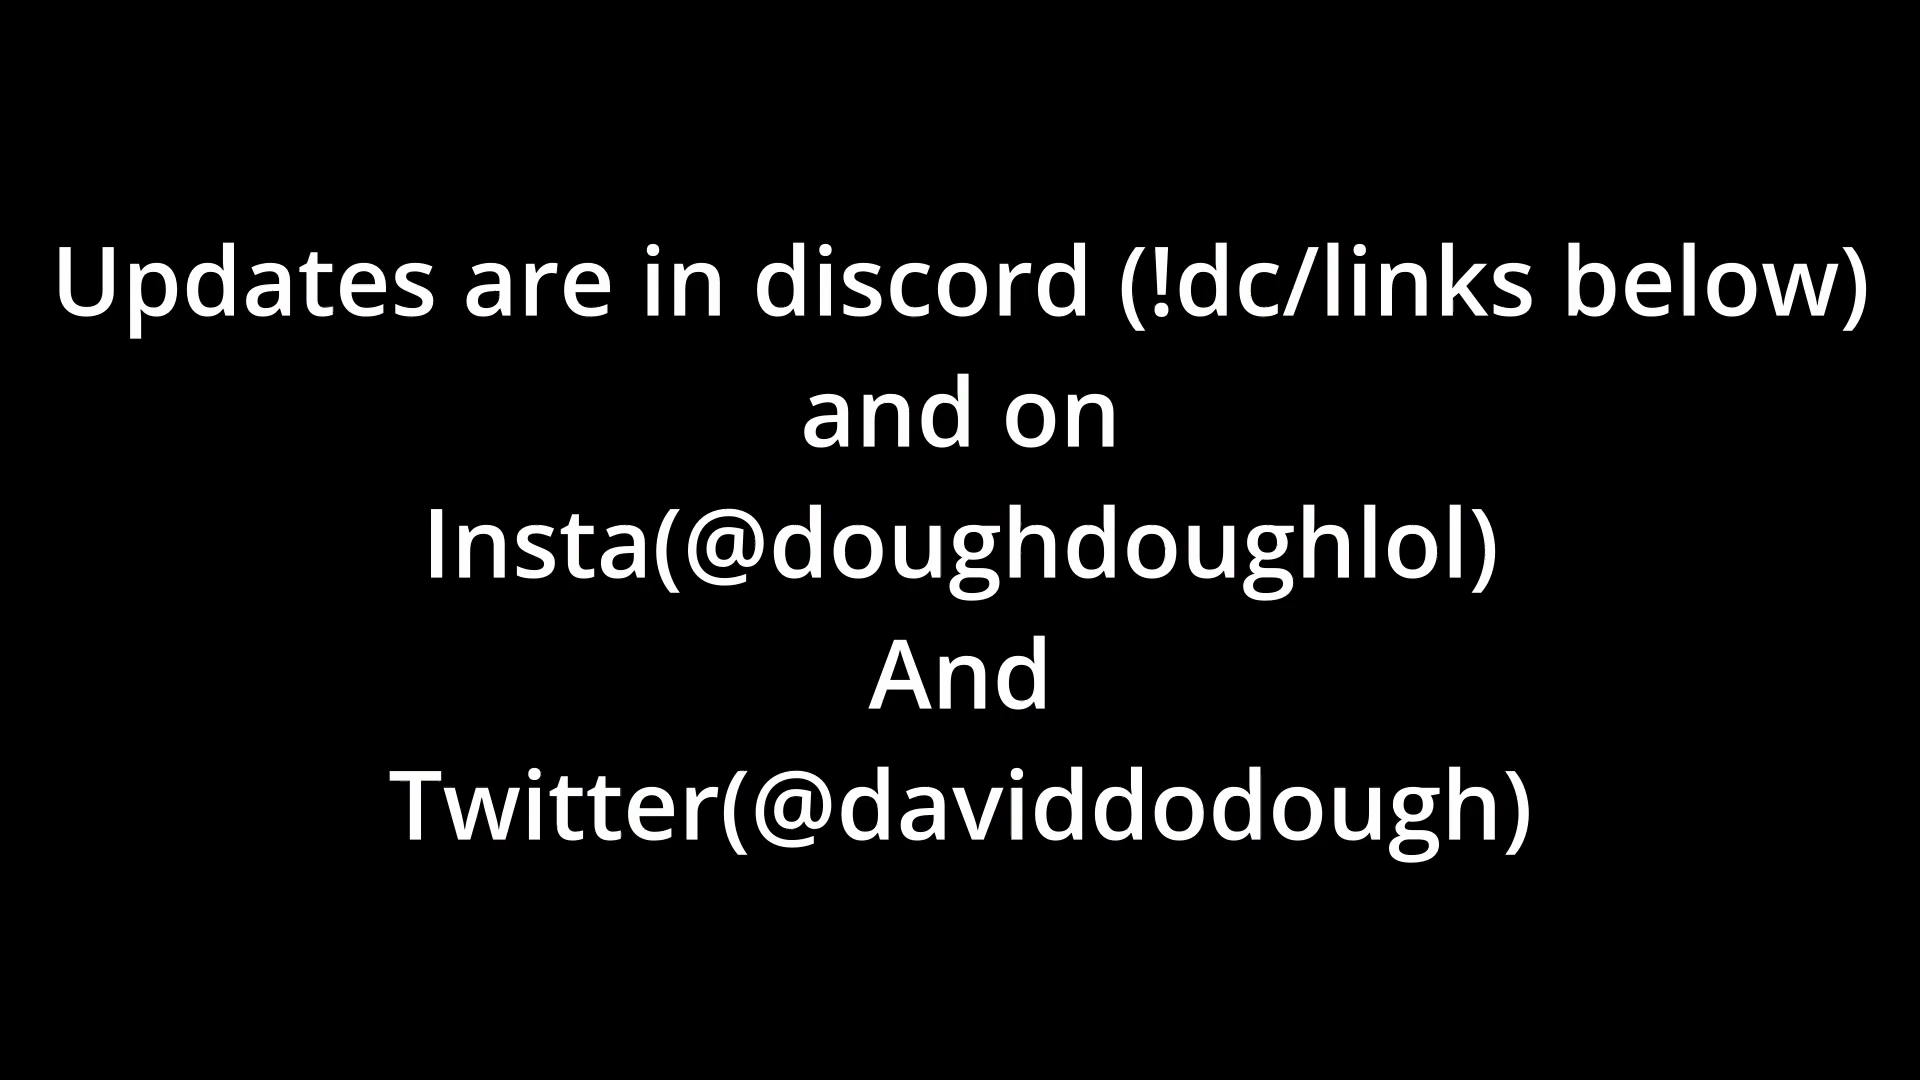 Updates are in discord (!dc/links below)
and on
Insta(@doughdoughlol)
And
Twitter(@daviddodough)